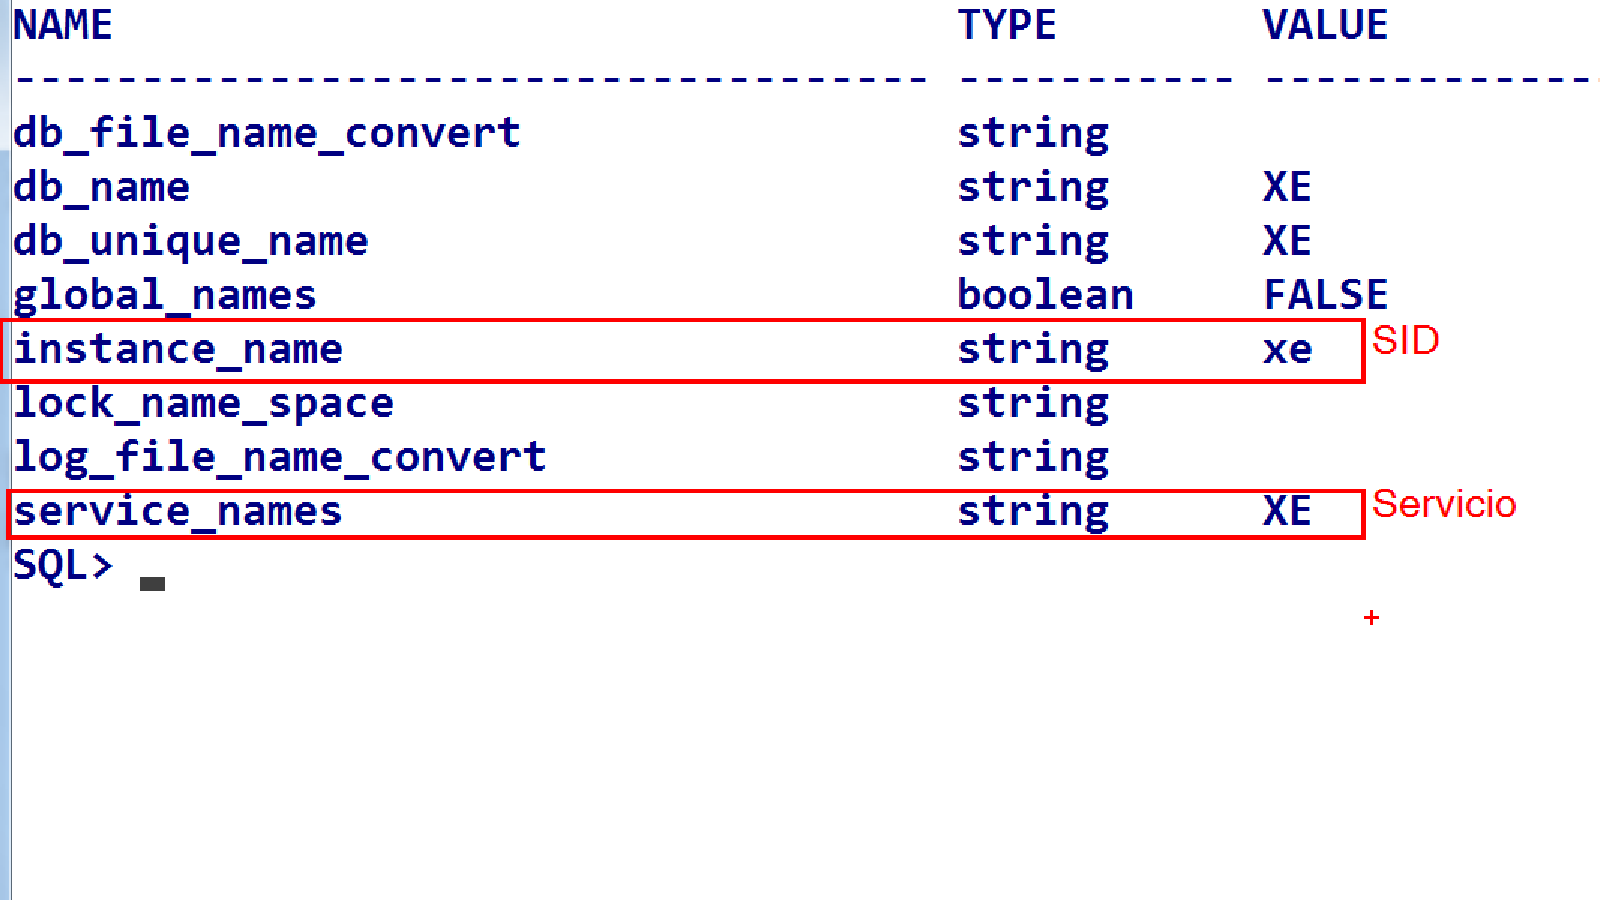 NAME TYPE VALUE
------------------------------------ ----------- -------------
db_file_name_convert string
db_name string XE
db_unique_name string XE
global_names boolean FALSE
instance_name string xe SID
lock_name_space string
log_file_name_convert string
service_names string XE Servicio
SQL>